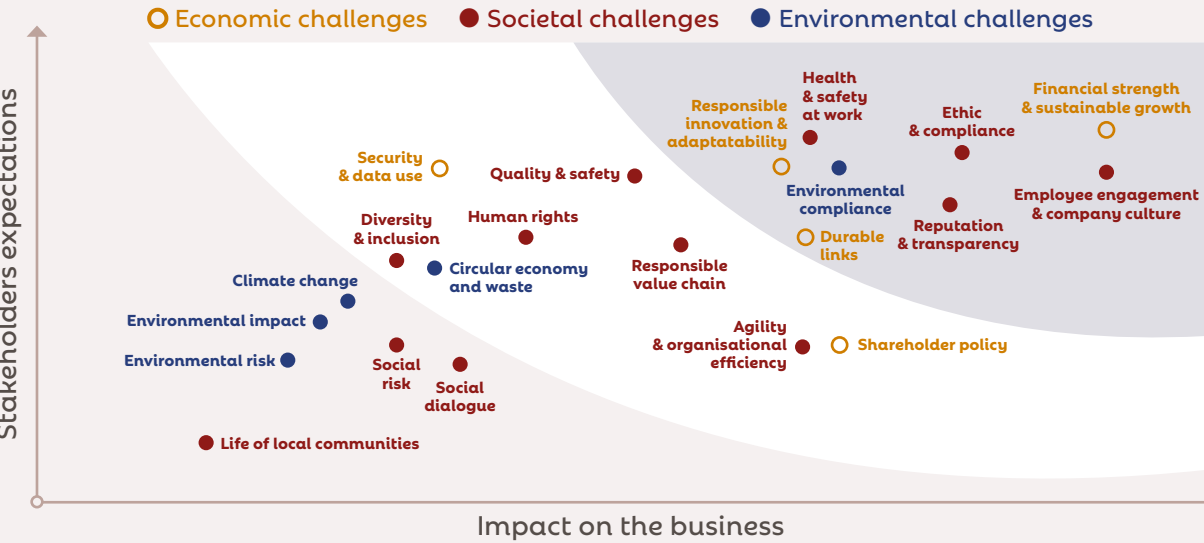 Economic challenges
Societal challenges
Environmental challenges
Stakeholders expectations
Health
& safety
at work
Responsible
innovation &
adaptatability
Financial strength
& sustainable growth
Ethic
& compliance
Security
& data use
Quality & safety
Environmental
compliance
Employee engagement
& company culture
Diversity
& inclusion
Human rights
Reputation
& transparency
Durable
links
Circular economy
and waste
Responsible
value chain
Climate change
Environmental impact
Agility
& organisational
efficiency
Shareholder policy
Environmental risk
Social
risk
Social
dialogue
Life of local communities
Impact on the business